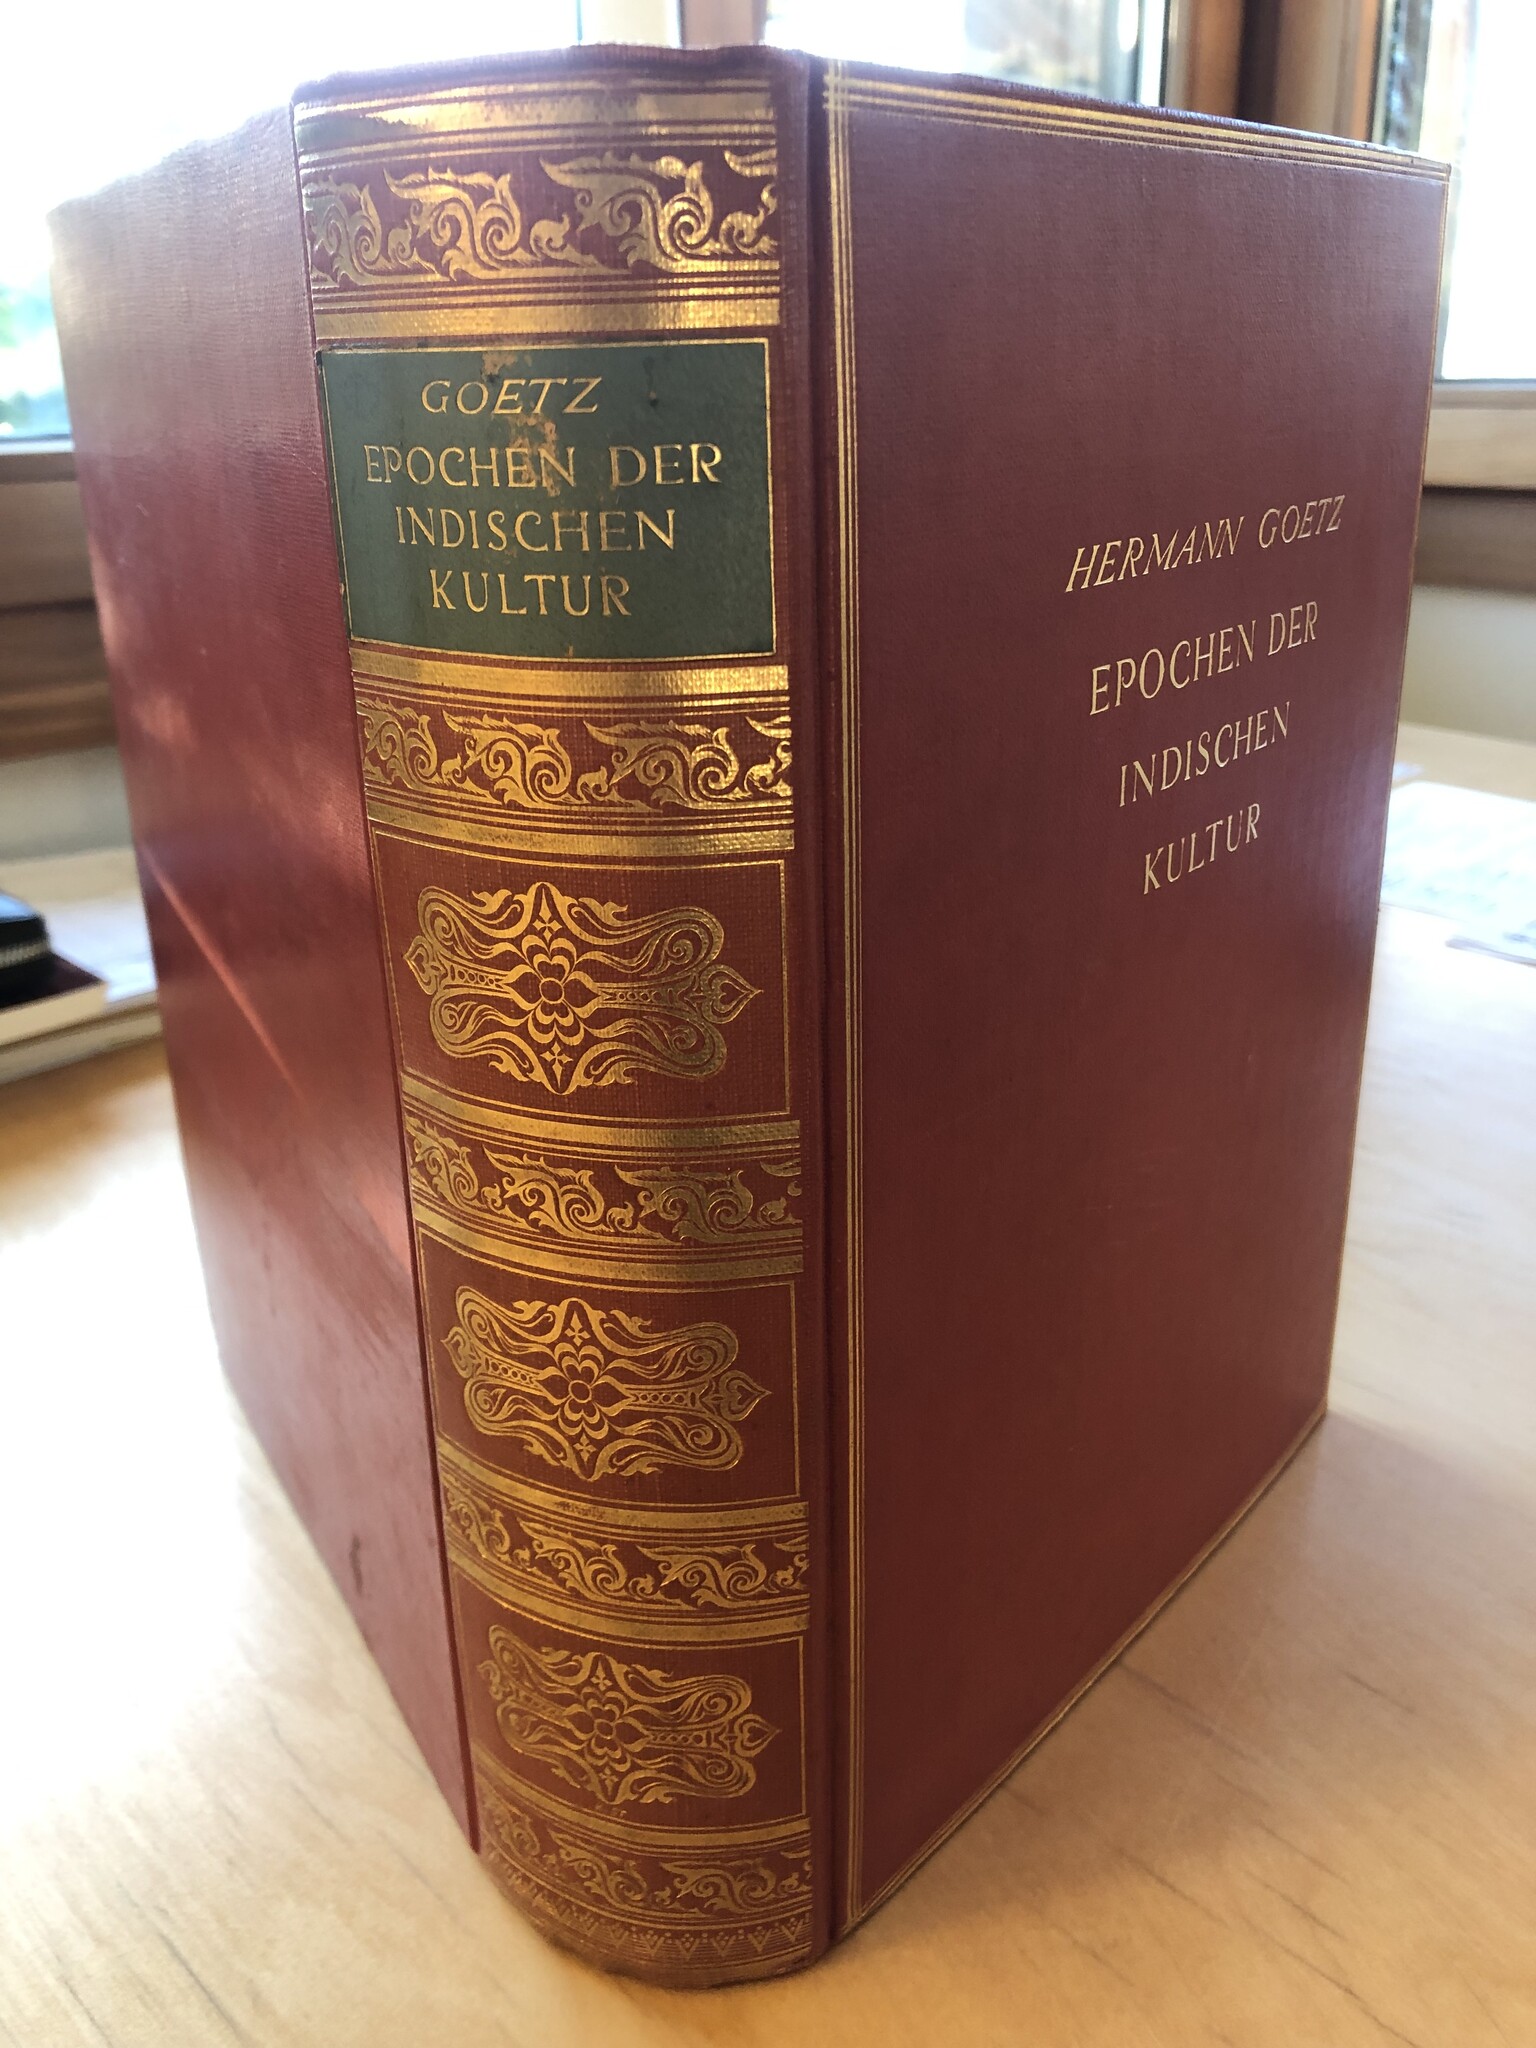 GOETZ
EPOCHEN DER
INDISCHEN
KULTUR
HERMANN GOETZ
EPOCHEN DER
INDISCHEN
KULTUR